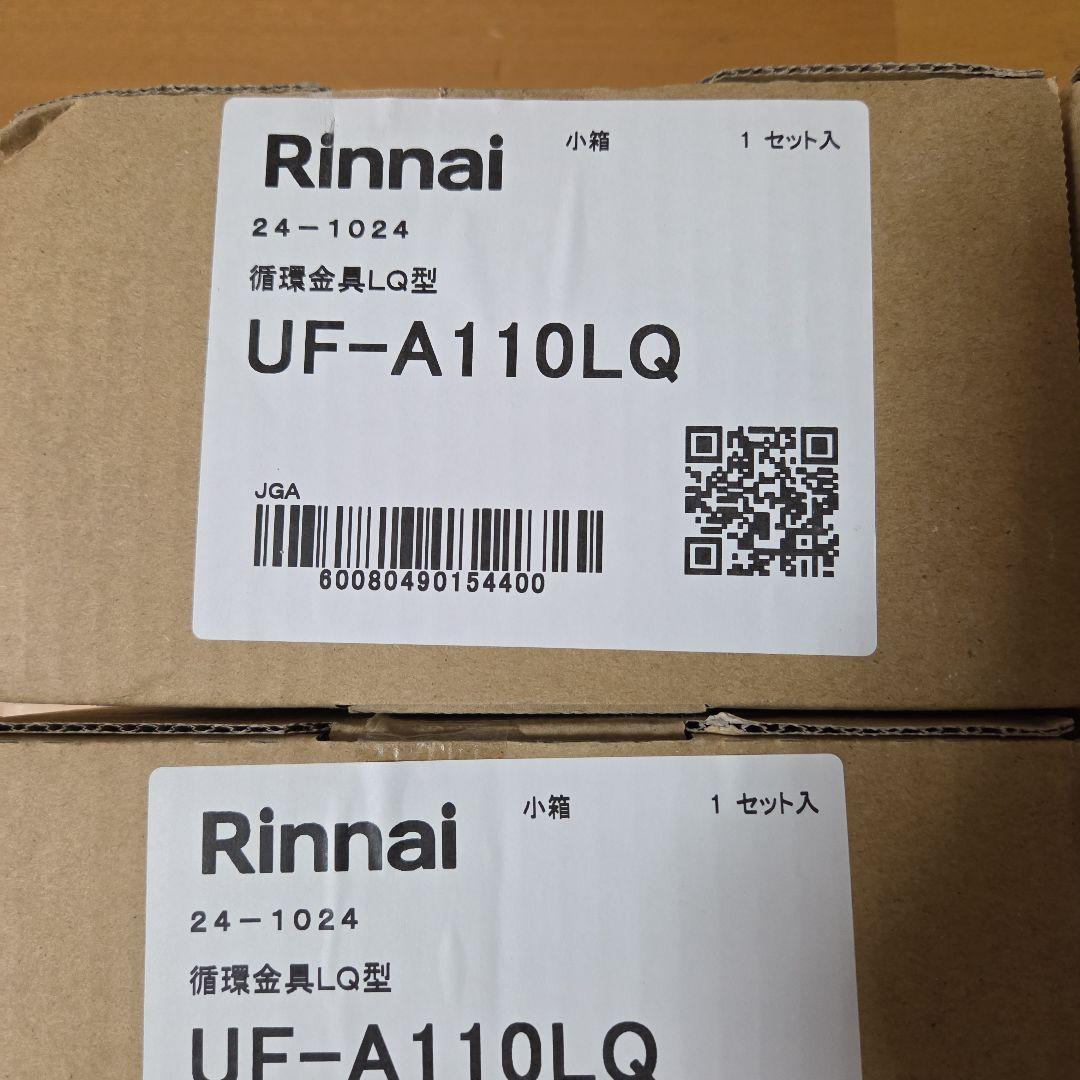 Rinnai 小箱 1 セット入
24-1024
循環金具LQ型
UF-A110LQ
JGA
60080490154400
Rinnai 小箱 1 セット入
24-1024
循環金具LQ型
UF-A110LQ